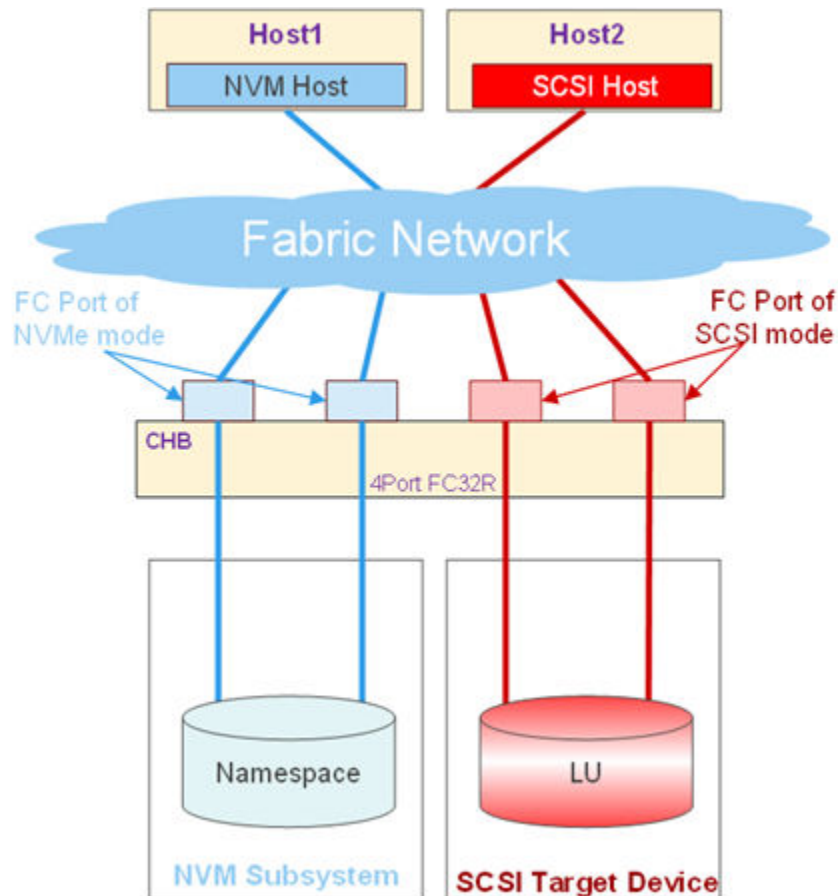 Host1
NVM Host
Host2
SCSI Host
Fabric Network
FC Port of
NVMe mode
FC Port of
SCSI mode
CHB
4Port FC32R
Namespace
LU
NVM Subsystem
SCSI Target Device